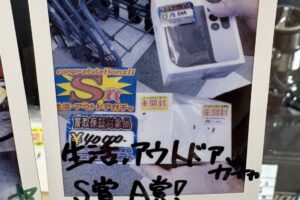 congratulations!!
S賞
生活・アウトドアガチャ
買取保証対象品
未開封
未開封
生活・アウトドア
ガチャ
S賞 A賞!